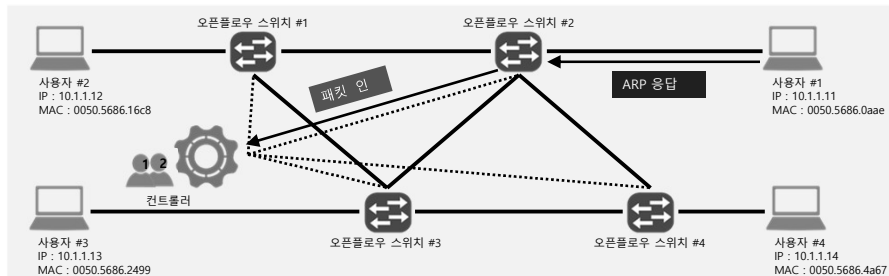 오픈플로우 스위치 #1
오픈플로우 스위치 #2
패킷 인
ARP 응답
사용자 #2
IP : 10.1.1.12
MAC : 0050.5686.16c8
사용자 #1
IP : 10.1.1.11
MAC : 0050.5686.0aae
1 2
컨트롤러
사용자 #3
IP : 10.1.1.13
MAC : 0050.5686.2499
오픈플로우 스위치 #3
오픈플로우 스위치 #4
사용자 #4
IP : 10.1.1.14
MAC : 0050.5686.4a67